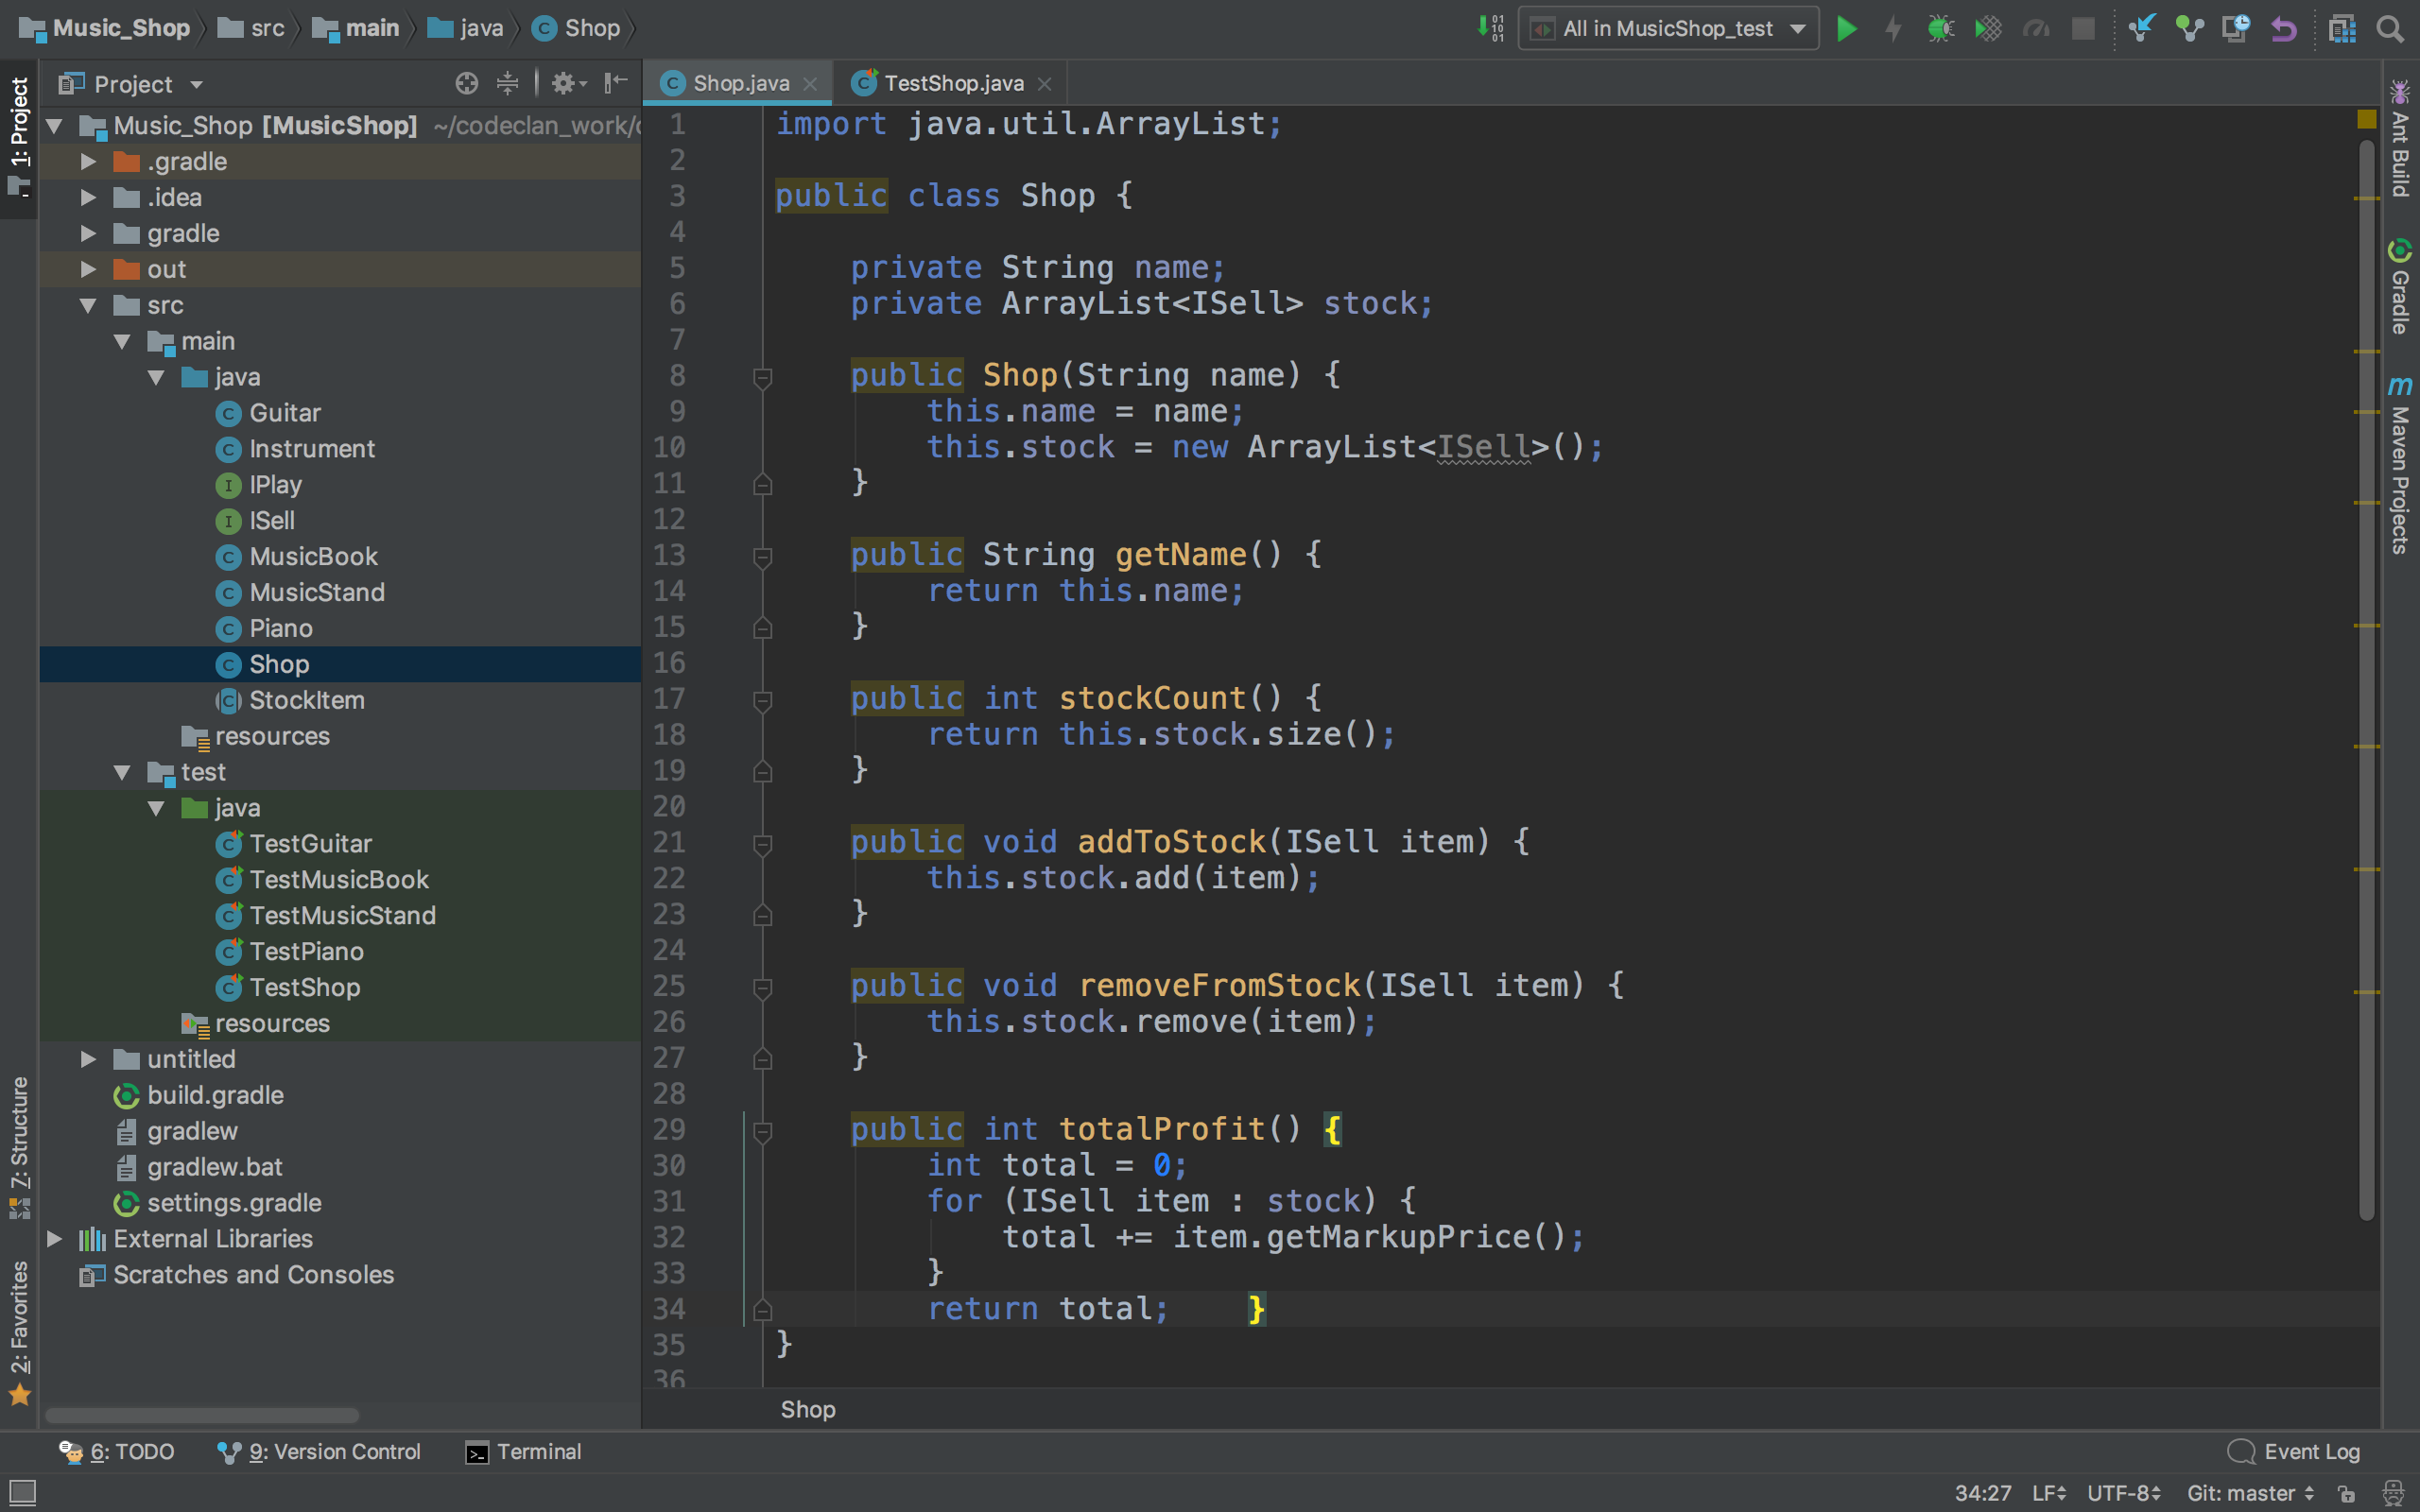 Music_Shop src main java Shop
All in MusicShop_test
1: Project
7: Structure
2: Favorites
Project
Music_Shop [MusicShop] ~/codeclan_work/
.gradle
.idea
gradle
out
src
main
java
Guitar
Instrument
IPlay
ISell
MusicBook
MusicStand
Piano
Shop
StockItem
resources
test
java
TestGuitar
TestMusicBook
TestMusicStand
TestPiano
TestShop
resources
untitled
build.gradle
gradlew
gradlew.bat
settings.gradle
External Libraries
Scratches and Consoles
Shop.java TestShop.java
1 import java.util.ArrayList;
2
3 public class Shop {
4
5     private String name;
6     private ArrayList<ISell> stock;
7
8     public Shop(String name) {
9         this.name = name;
10         this.stock = new ArrayList<ISell>();
11     }
12
13     public String getName() {
14         return this.name;
15     }
16
17     public int stockCount() {
18         return this.stock.size();
19     }
20
21     public void addToStock(ISell item) {
22         this.stock.add(item);
23     }
24
25     public void removeFromStock(ISell item) {
26         this.stock.remove(item);
27     }
28
29     public int totalProfit() {
30         int total = 0;
31         for (ISell item : stock) {
32             total += item.getMarkupPrice();
33         }
34         return total;    }
35 }
36
Shop
Ant Build
Gradle
Maven Projects
6: TODO 9: Version Control Terminal Event Log
34:27 LF UTF-8 Git: master